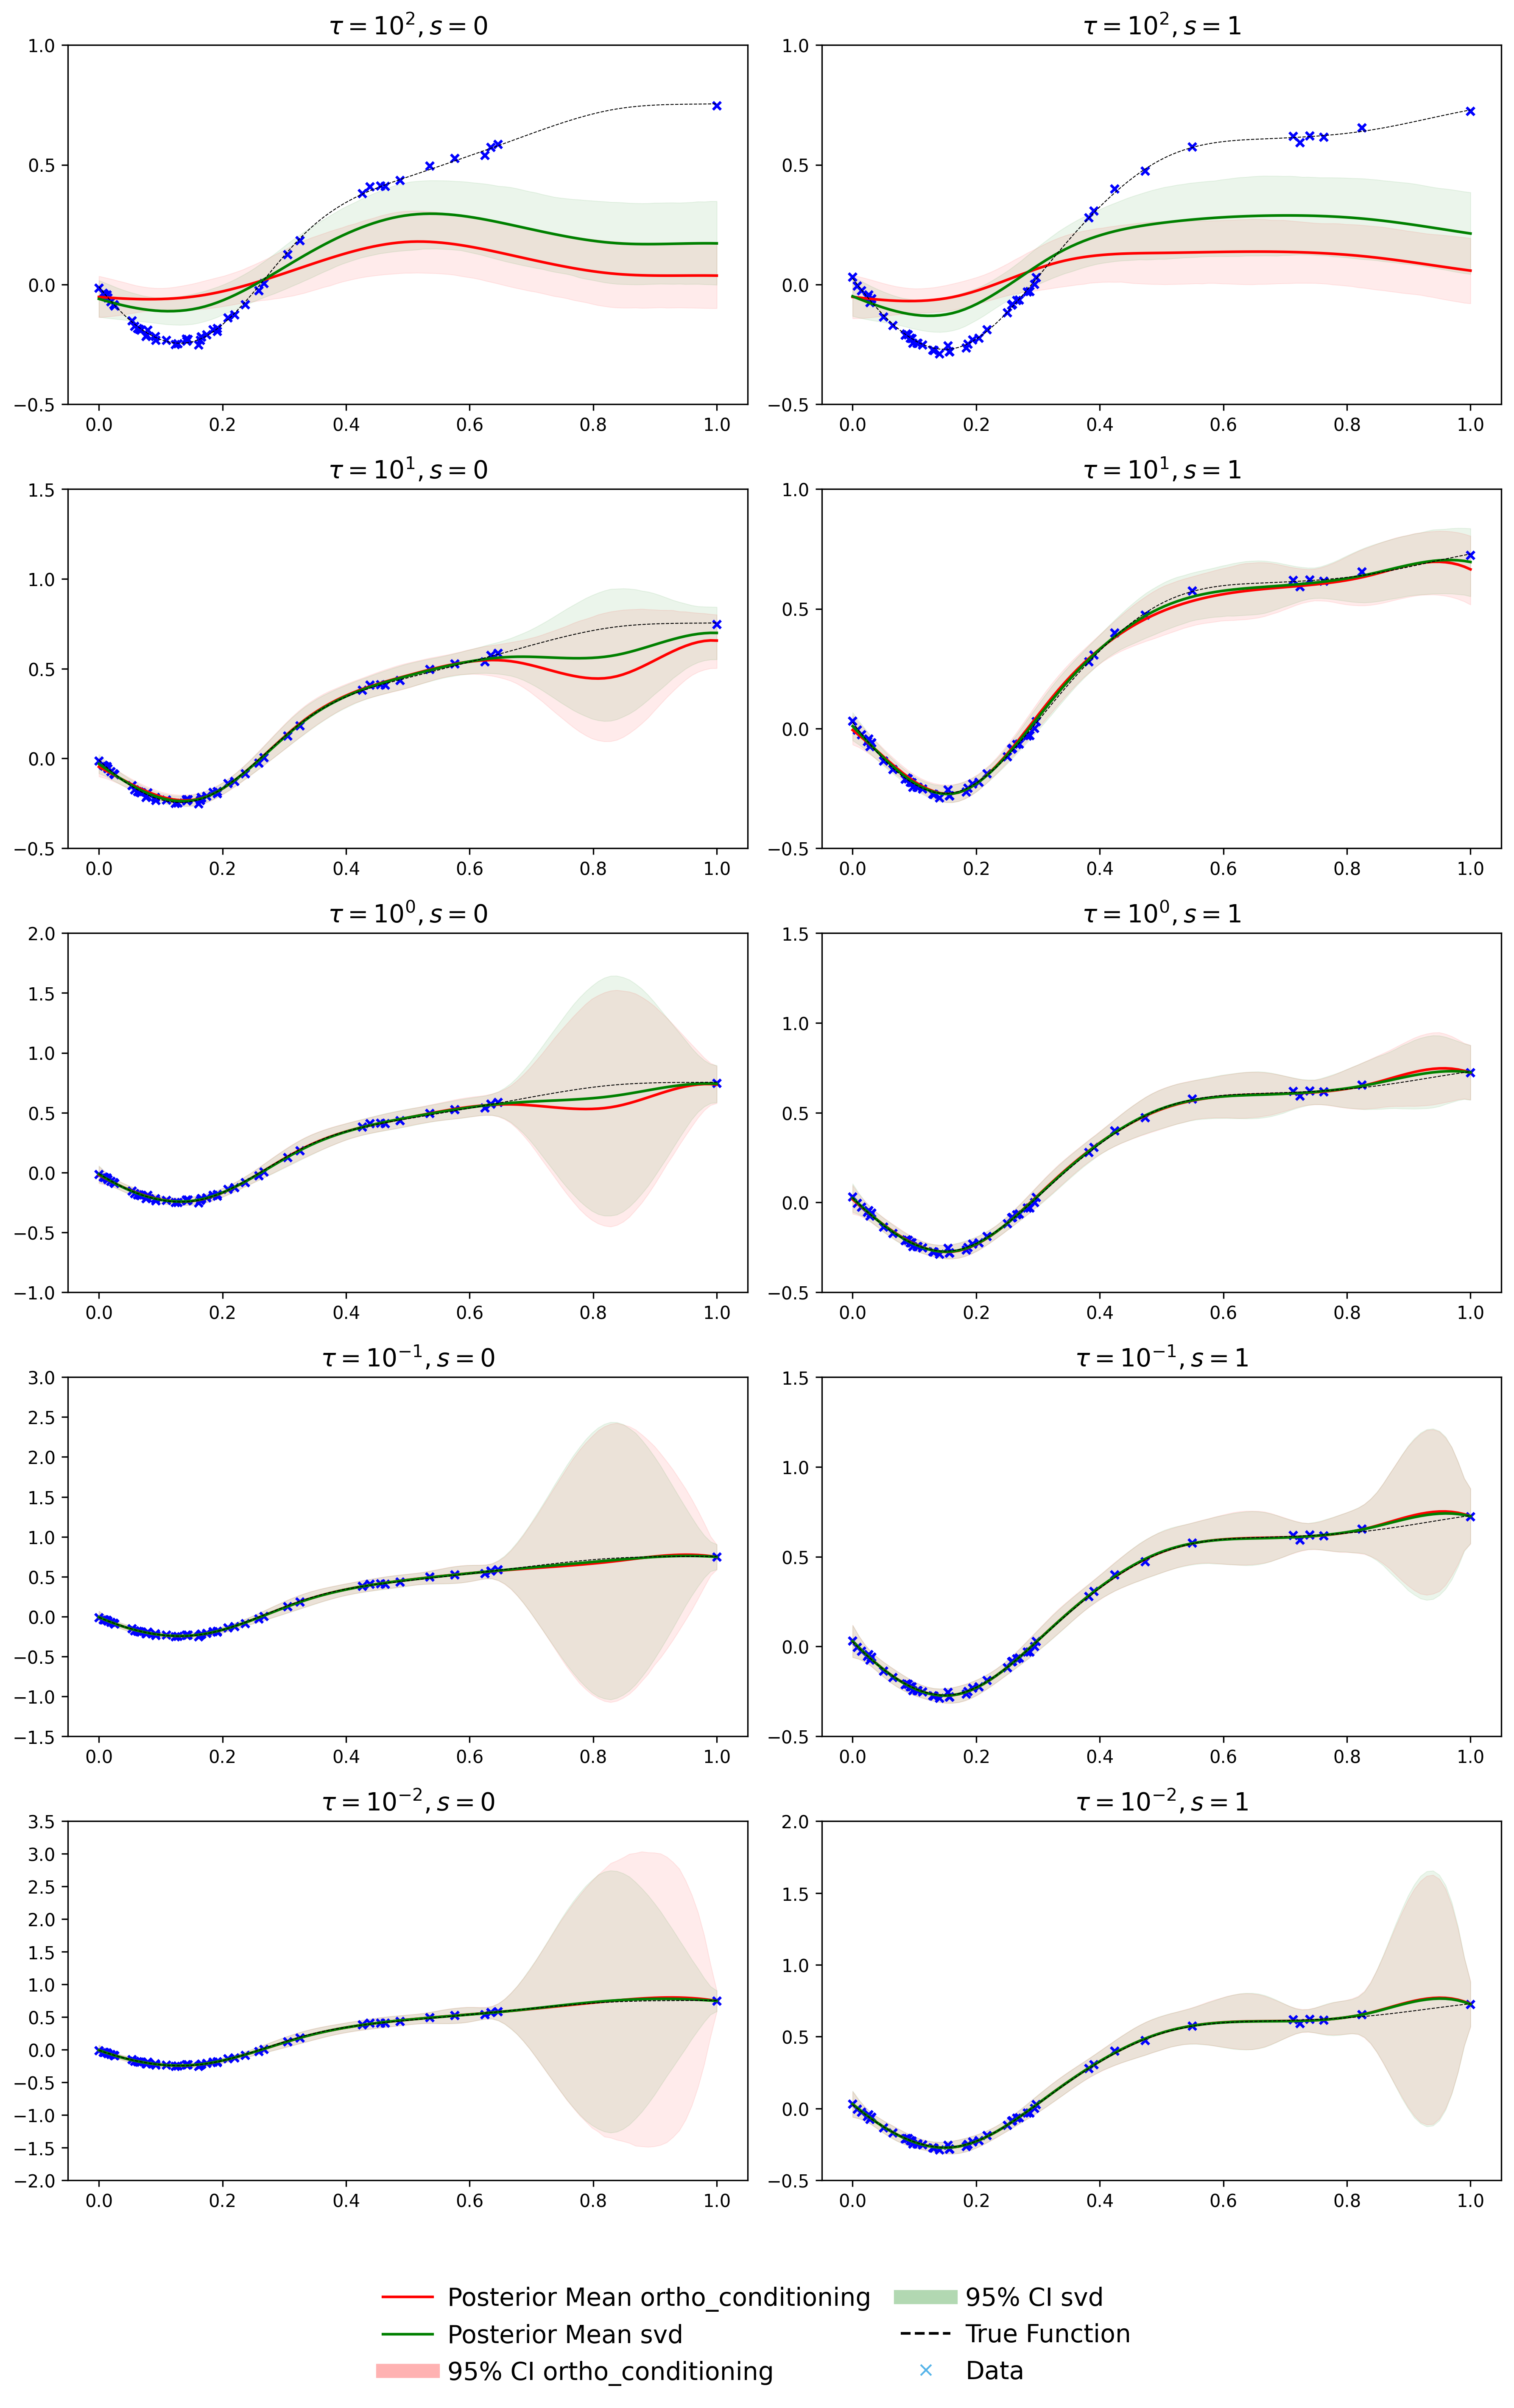 τ = 10², s = 0
1.0
0.5
0.0
−0.5
0.0 0.2 0.4 0.6 0.8 1.0
τ = 10², s = 1
1.0
0.5
0.0
−0.5
0.0 0.2 0.4 0.6 0.8 1.0
τ = 10¹, s = 0
1.5
1.0
0.5
0.0
−0.5
0.0 0.2 0.4 0.6 0.8 1.0
τ = 10¹, s = 1
1.0
0.5
0.0
−0.5
0.0 0.2 0.4 0.6 0.8 1.0
τ = 10⁰, s = 0
2.0
1.5
1.0
0.5
0.0
−0.5
−1.0
0.0 0.2 0.4 0.6 0.8 1.0
τ = 10⁰, s = 1
1.5
1.0
0.5
0.0
−0.5
0.0 0.2 0.4 0.6 0.8 1.0
τ = 10⁻¹, s = 0
3.0
2.5
2.0
1.5
1.0
0.5
0.0
−0.5
−1.0
−1.5
0.0 0.2 0.4 0.6 0.8 1.0
τ = 10⁻¹, s = 1
1.5
1.0
0.5
0.0
−0.5
0.0 0.2 0.4 0.6 0.8 1.0
τ = 10⁻², s = 0
3.5
3.0
2.5
2.0
1.5
1.0
0.5
0.0
−0.5
−1.0
−1.5
−2.0
0.0 0.2 0.4 0.6 0.8 1.0
τ = 10⁻², s = 1
2.0
1.5
1.0
0.5
0.0
−0.5
0.0 0.2 0.4 0.6 0.8 1.0
Posterior Mean ortho_conditioning
Posterior Mean svd
95% CI ortho_conditioning
95% CI svd
True Function
Data